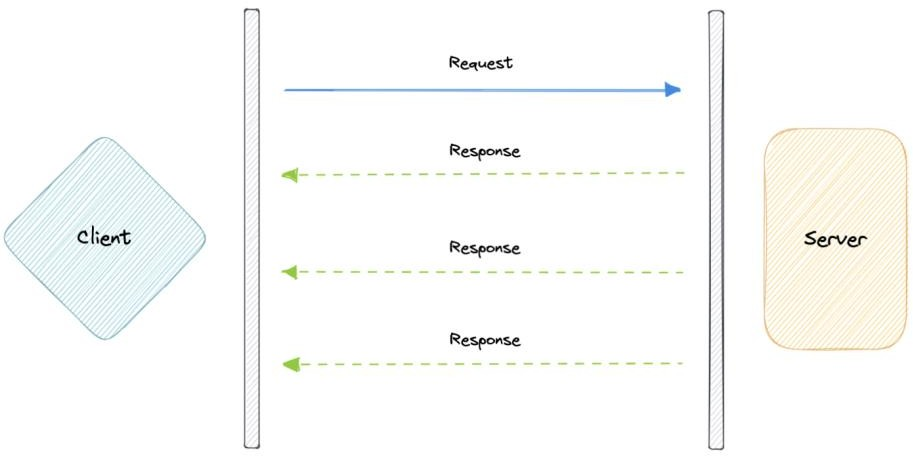 Request
Response
Client
Server
Response
Response